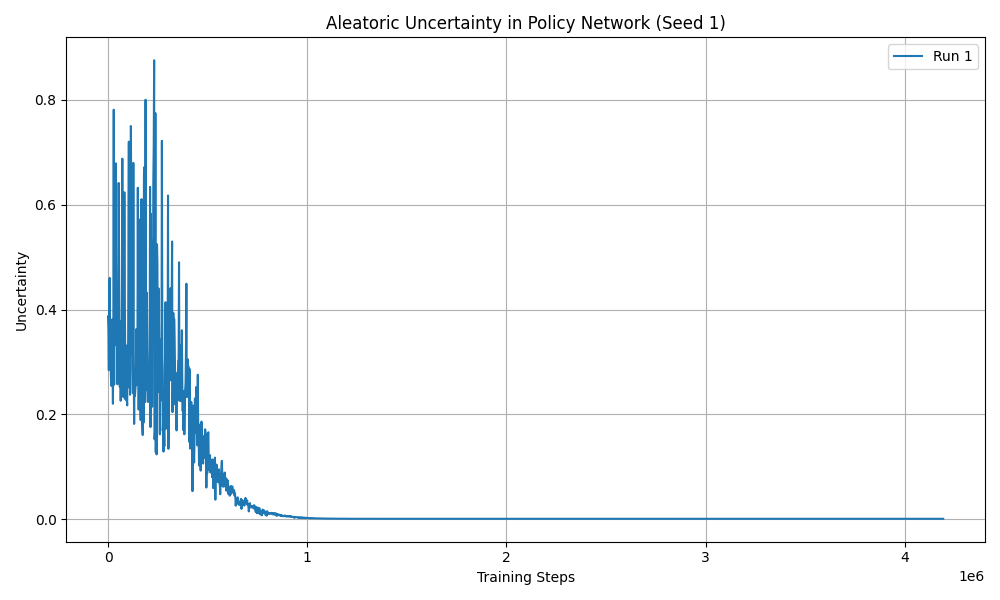 Aleatoric Uncertainty in Policy Network (Seed 1)
Run 1
Uncertainty
0.8
0.6
0.4
0.2
0.0
0 1 2 3 4
1e6
Training Steps